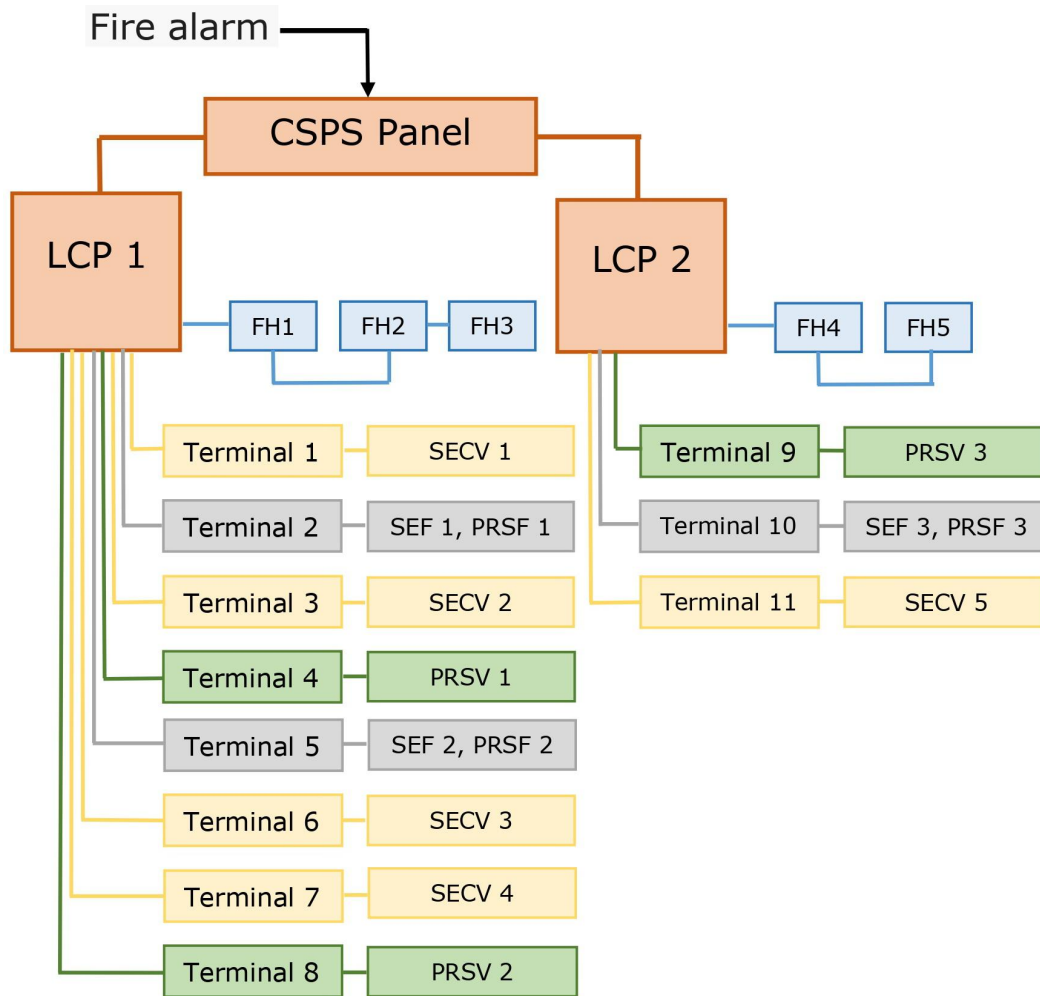 Fire alarm
CSPS Panel
LCP 1
LCP 2
FH1
FH2
FH3
FH4
FH5
Terminal 1
SECV 1
Terminal 2
SEF 1, PRSF 1
Terminal 3
SECV 2
Terminal 4
PRSV 1
Terminal 5
SEF 2, PRSF 2
Terminal 6
SECV 3
Terminal 7
SECV 4
Terminal 8
PRSV 2
Terminal 9
PRSV 3
Terminal 10
SEF 3, PRSF 3
Terminal 11
SECV 5